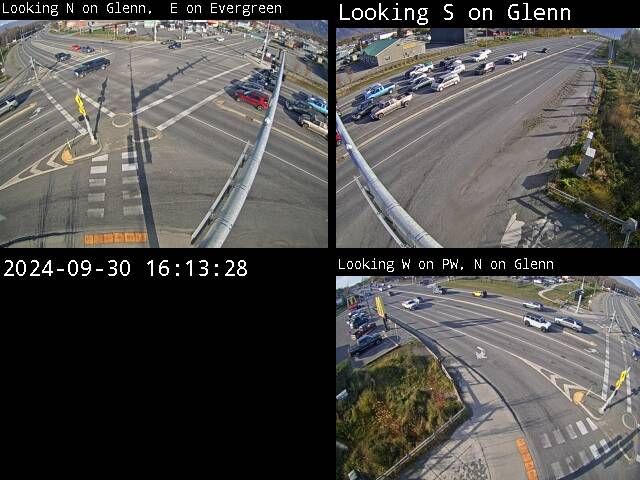 Looking N on Glenn,  E on Evergreen
Looking S on Glenn
2024-09-30 16:13:28
Looking W on PW, N on Glenn